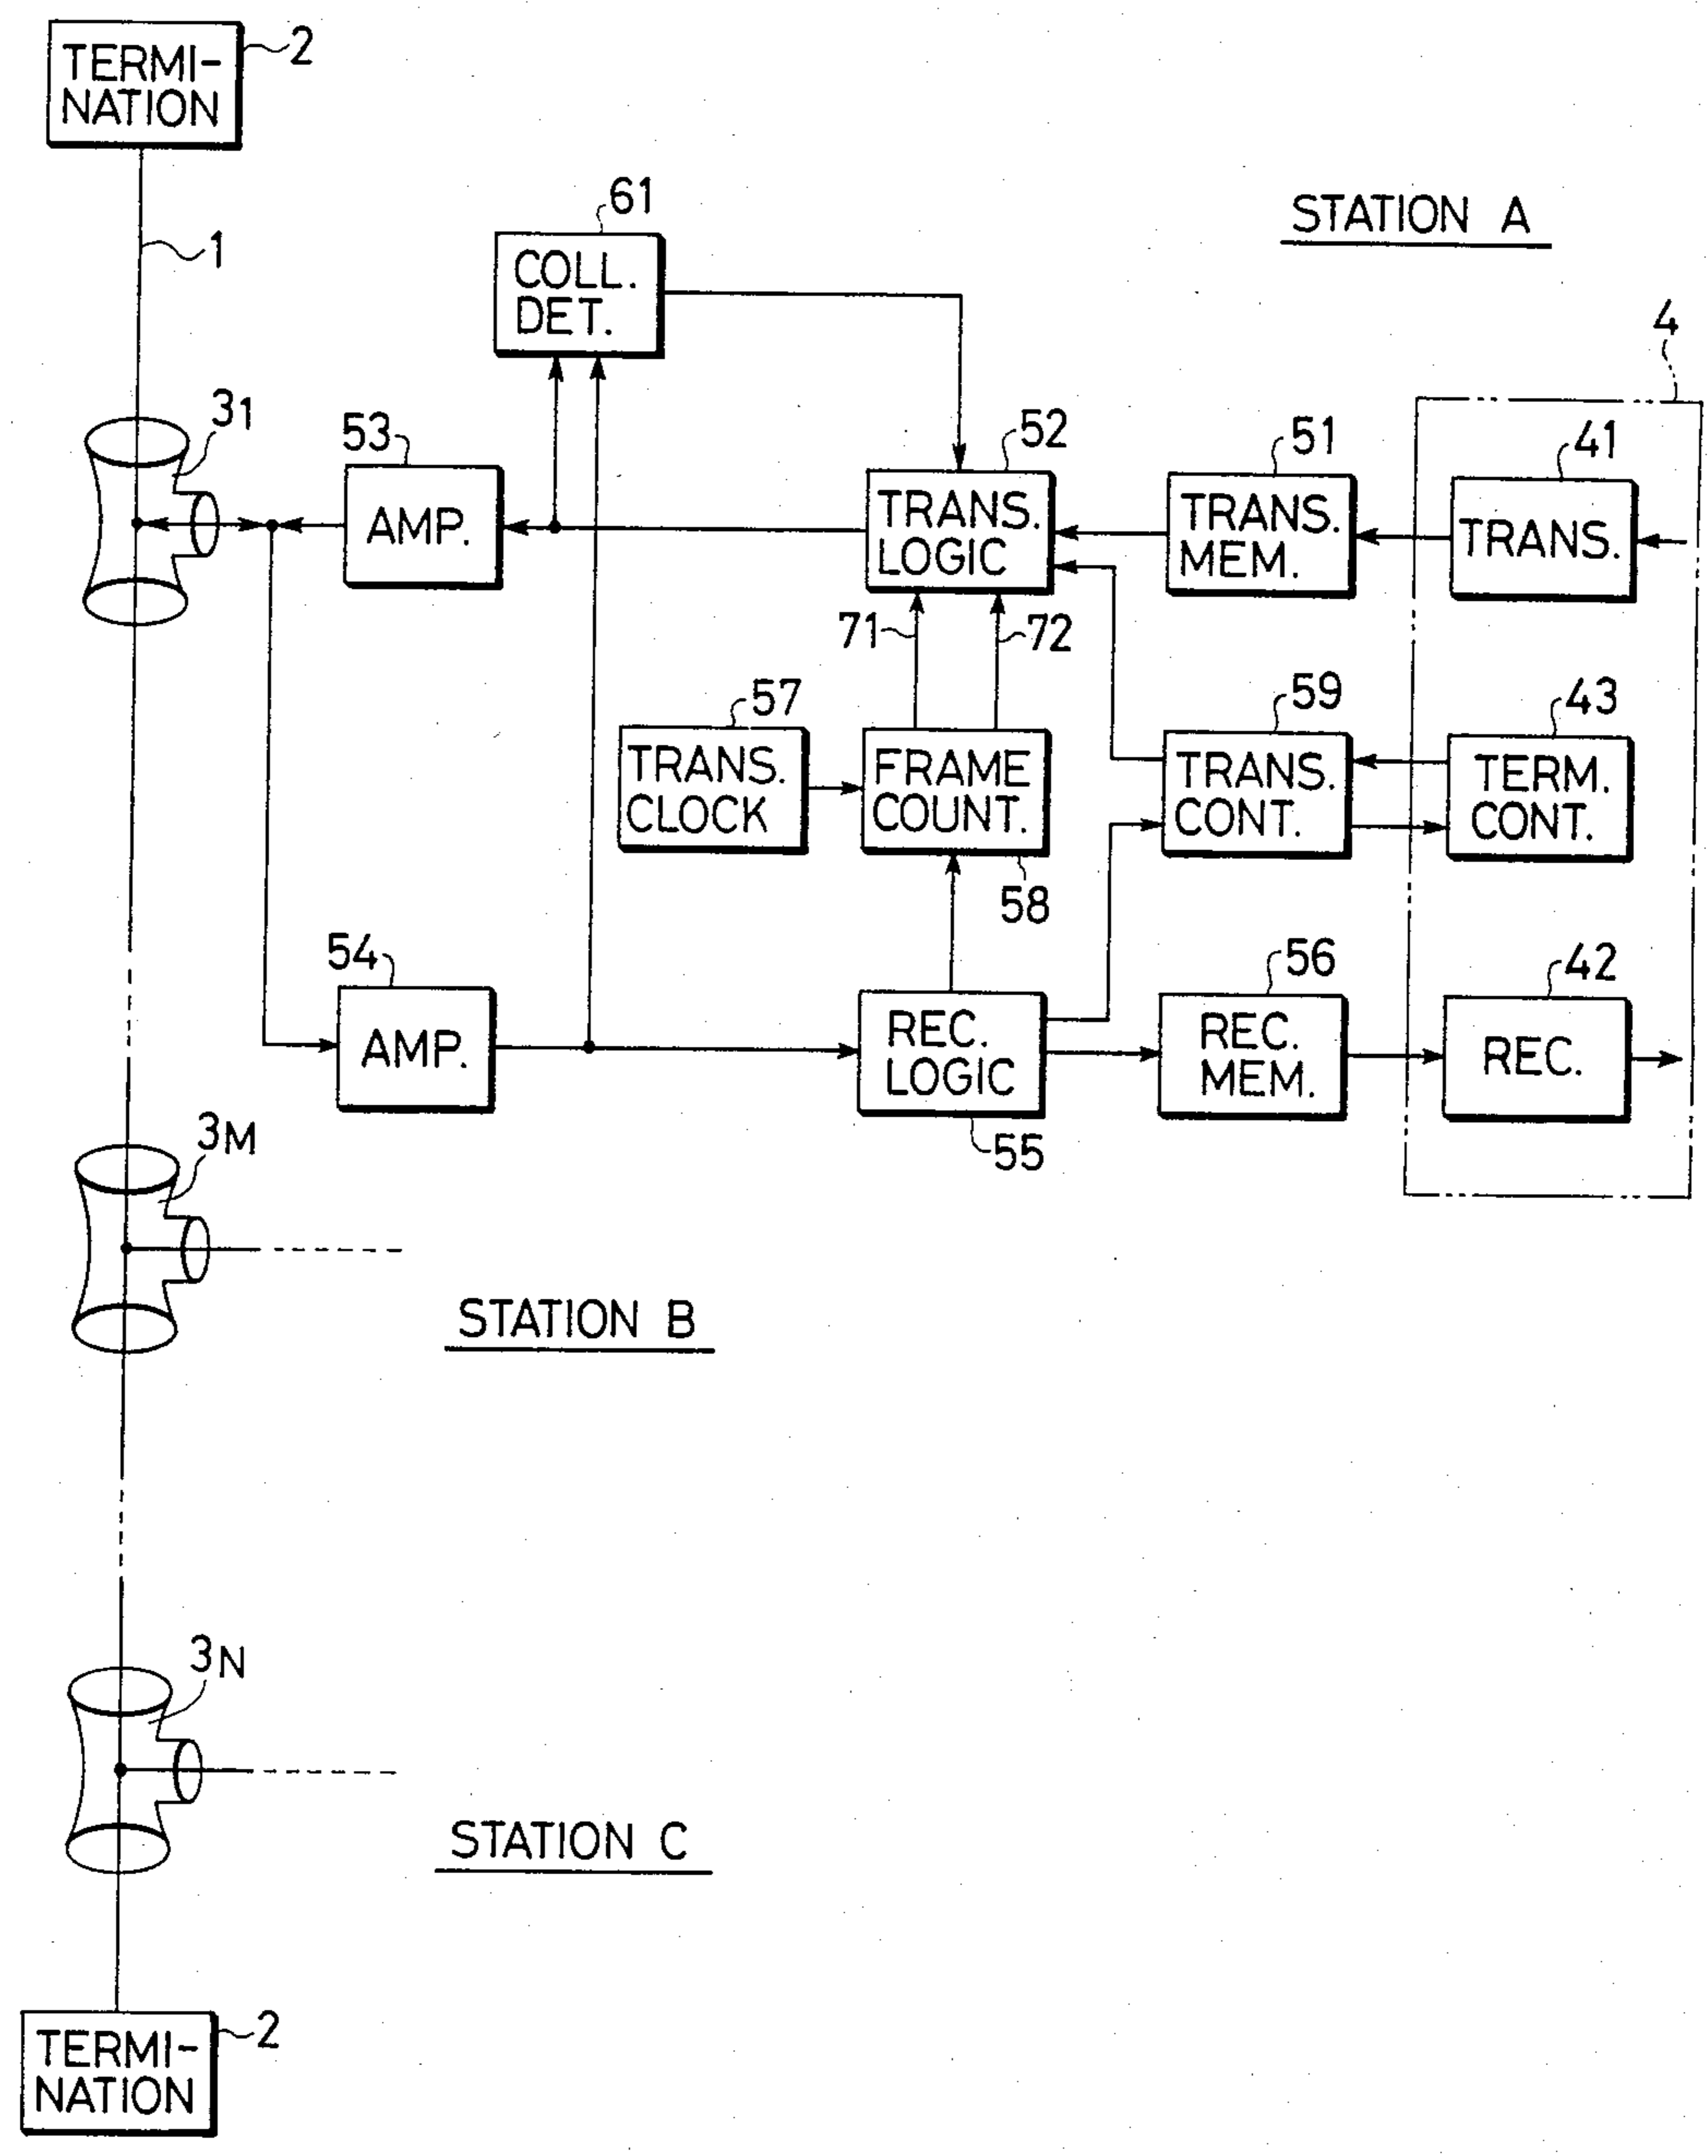 TERMI-
NATION
2
1
61
COLL.
DET.
STATION A
4
31
53
AMP.
52
TRANS.
LOGIC
51
TRANS.
MEM.
41
TRANS.
71
72
57
TRANS.
CLOCK
FRAME
COUNT.
58
59
TRANS.
CONT.
43
TERM.
CONT.
54
AMP.
REC.
LOGIC
55
56
REC.
MEM.
42
REC.
3M
STATION B
3N
STATION C
TERMI-
NATION
2